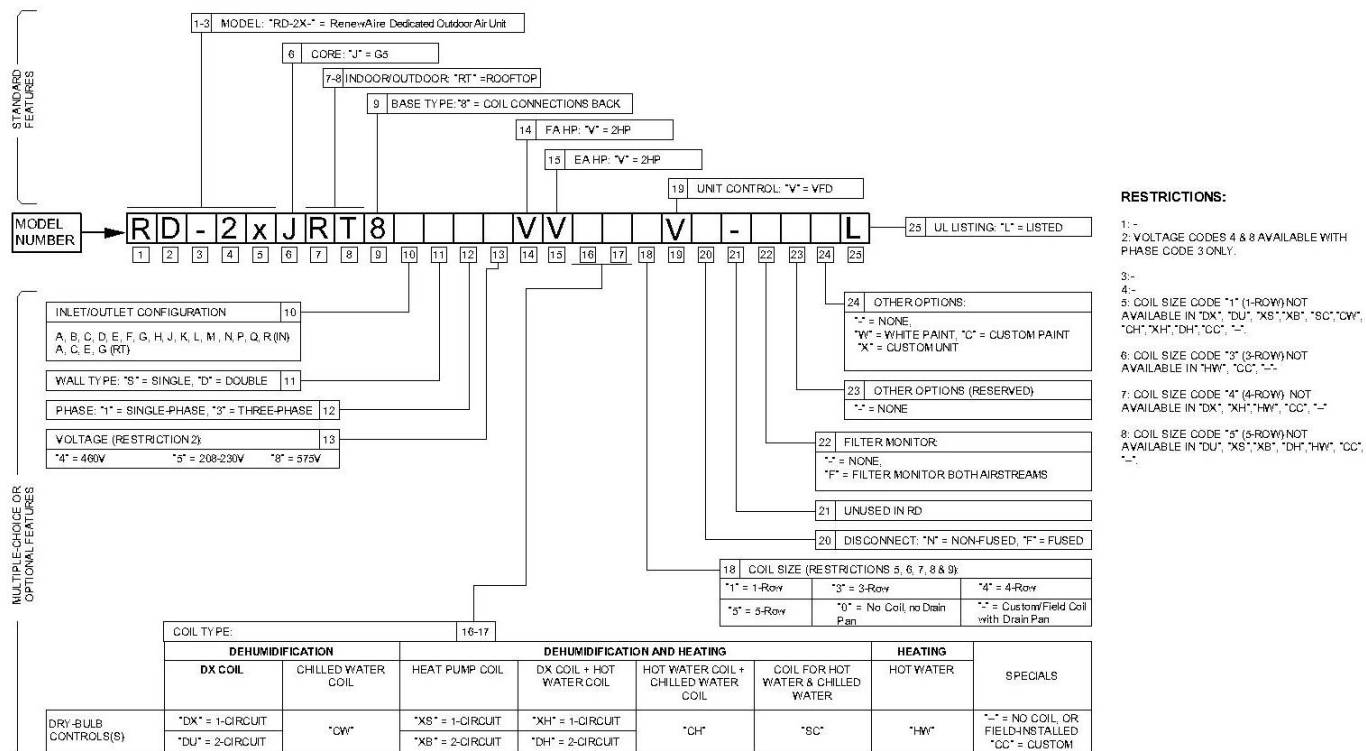 1-3 MODEL: "RD-2X-" = RenewAire Dedicated Outdoor Air Unit
6 CORE: "J" = G5
7-8 INDOOR/OUTDOOR: "RT" =ROOFTOP
9 BASE TYPE: "8" = COIL CONNECTIONS BACK
14 FA HP: "V" = 2HP
15 EA HP: "V" = 2HP
19 UNIT CONTROL: "V" = VFD
STANDARD
FEATURES
MODEL
NUMBER
R D - 2 x J R T 8 V V V - L
25 UL LISTING: "L" = LISTED
1 2 3 4 5 6 7 8 9 10 11 12 13 14 15 16 17 18 19 20 21 22 23 24 25
RESTRICTIONS:
1: -
2: VOLTAGE CODES 4 & 8 AVAILABLE WITH
PHASE CODE 3 ONLY.
3:-
4:-
5: COIL SIZE CODE "1" (1-ROW) NOT
AVAILABLE IN "DX", "DU", "XS","XB", "SC","CW",
"CH","XH","DH","CC", "--".
6: COIL SIZE CODE "3" (3-ROW) NOT
AVAILABLE IN "HW", "CC", "--"-
7: COIL SIZE CODE "4" (4-ROW) NOT
AVAILABLE IN "DX", "XH","HW", "CC", "--"
8: COIL SIZE CODE "5" (5-ROW) NOT
AVAILABLE IN "DU", "XS","XB", "DH","HW", "CC",
"--".
MULTIPLE-CHOICE OR
OPTIONAL FEATURES
INLET/OUTLET CONFIGURATION 10
A, B, C, D, E, F, G, H, J, K, L, M , N, P, Q, R (IN)
A, C, E, G (RT)
WALL TYPE: "S" = SINGLE, "D" = DOUBLE 11
PHASE: "1" = SINGLE-PHASE, "3" = THREE-PHASE 12
VOLTAGE (RESTRICTION 2): 13
"4" = 460V "5" = 208-230V "8" = 575V
24 OTHER OPTIONS:
"-" = NONE,
"W" = WHITE PAINT, "C" = CUSTOM PAINT
"X" = CUSTOM UNIT
23 OTHER OPTIONS (RESERVED)
"-" = NONE
22 FILTER MONITOR:
"-" = NONE,
"F" = FILTER MONITOR BOTH AIRSTREAMS
21 UNUSED IN RD
20 DISCONNECT: "N" = NON-FUSED, "F" = FUSED
18 COIL SIZE (RESTRICTIONS 5, 6, 7, 8 & 9):
"1" = 1-Row "3" = 3-Row "4" = 4-Row
"5" = 5-Row "0" = No Coil, no Drain "-" = Custom/Field Coil
Pan with Drain Pan
COIL TYPE: 16-17
DEHUMIDIFICATION DEHUMIDIFICATION AND HEATING HEATING
DX COIL CHILLED WATER HEAT PUMP COIL DX COIL + HOT HOT WATER COIL + COIL FOR HOT HOT WATER SPECIALS
COIL WATER COIL CHILLED WATER WATER & CHILLED
COIL WATER
DRY-BULB "DX" = 1-CIRCUIT "CW" "XS" = 1-CIRCUIT "XH" = 1-CIRCUIT "CH" "SC" "HW" "--" = NO COIL, OR
CONTROLS(S) "DU" = 2-CIRCUIT "XB" = 2-CIRCUIT "DH" = 2-CIRCUIT FIELD-INSTALLED
"CC" = CUSTOM